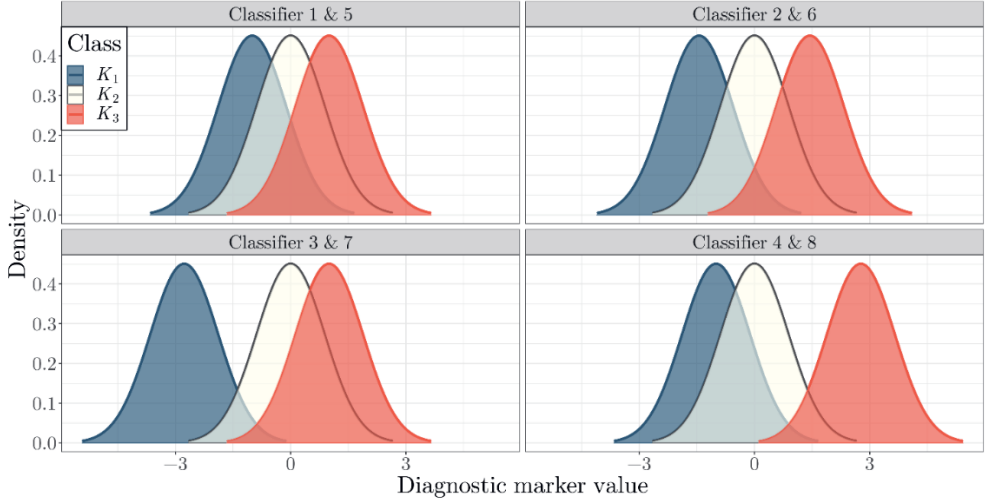 Classifier 1 & 5
Classifier 2 & 6
Class
K1
K2
K3
0.4
0.3
0.2
0.1
0.0
Density
Classifier 3 & 7
Classifier 4 & 8
0.4
0.3
0.2
0.1
0.0
−3
0
3
−3
0
3
Diagnostic marker value